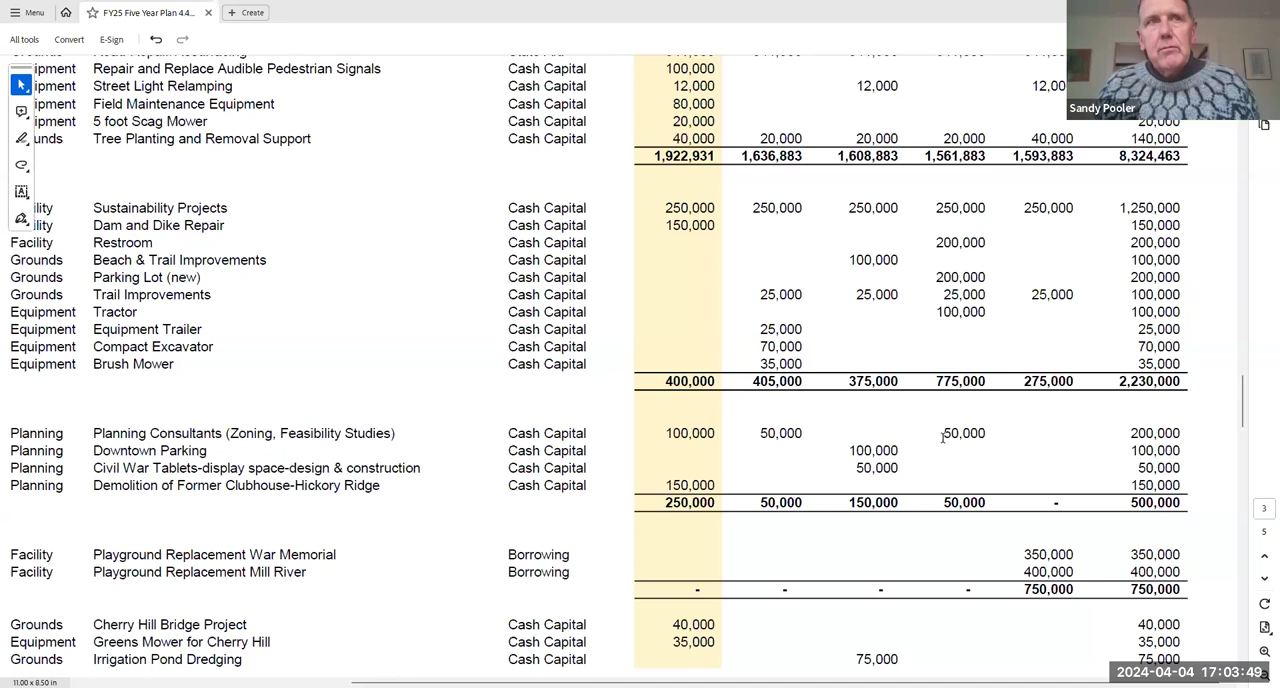 Menu FY25 Five Year Plan 4.4... Create
All tools Convert E-Sign
ipment Repair and Replace Audible Pedestrian Signals Cash Capital 100,000
ipment Street Light Relamping Cash Capital 12,000 12,000 12,00
ipment Field Maintenance Equipment Cash Capital 80,000
ipment 5 foot Scag Mower Cash Capital 20,000 20,000
unds Tree Planting and Removal Support Cash Capital 40,000 20,000 20,000 20,000 40,000 140,000
1,922,931 1,636,883 1,608,883 1,561,883 1,593,883 8,324,463
Sandy Pooler
ility Sustainability Projects Cash Capital 250,000 250,000 250,000 250,000 250,000 1,250,000
ility Dam and Dike Repair Cash Capital 150,000 150,000
Facility Restroom Cash Capital 200,000 200,000
Grounds Beach & Trail Improvements Cash Capital 100,000 100,000
Grounds Parking Lot (new) Cash Capital 200,000 200,000
Grounds Trail Improvements Cash Capital 25,000 25,000 25,000 25,000 100,000
Equipment Tractor Cash Capital 100,000 100,000
Equipment Equipment Trailer Cash Capital 25,000 25,000
Equipment Compact Excavator Cash Capital 70,000 70,000
Equipment Brush Mower Cash Capital 35,000 35,000
400,000 405,000 375,000 775,000 275,000 2,230,000
Planning Planning Consultants (Zoning, Feasibility Studies) Cash Capital 100,000 50,000 50,000 200,000
Planning Downtown Parking Cash Capital 100,000 100,000
Planning Civil War Tablets-display space-design & construction Cash Capital 50,000 50,000
Planning Demolition of Former Clubhouse-Hickory Ridge Cash Capital 150,000 150,000
250,000 50,000 150,000 50,000 - 500,000
3
5
Facility Playground Replacement War Memorial Borrowing 350,000 350,000
Facility Playground Replacement Mill River Borrowing 400,000 400,000
- - - - 750,000 750,000
Grounds Cherry Hill Bridge Project Cash Capital 40,000 40,000
Equipment Greens Mower for Cherry Hill Cash Capital 35,000 35,000
Grounds Irrigation Pond Dredging Cash Capital 75,000 75,000
2024-04-04 17:03:49
11.00 x 8.50 in